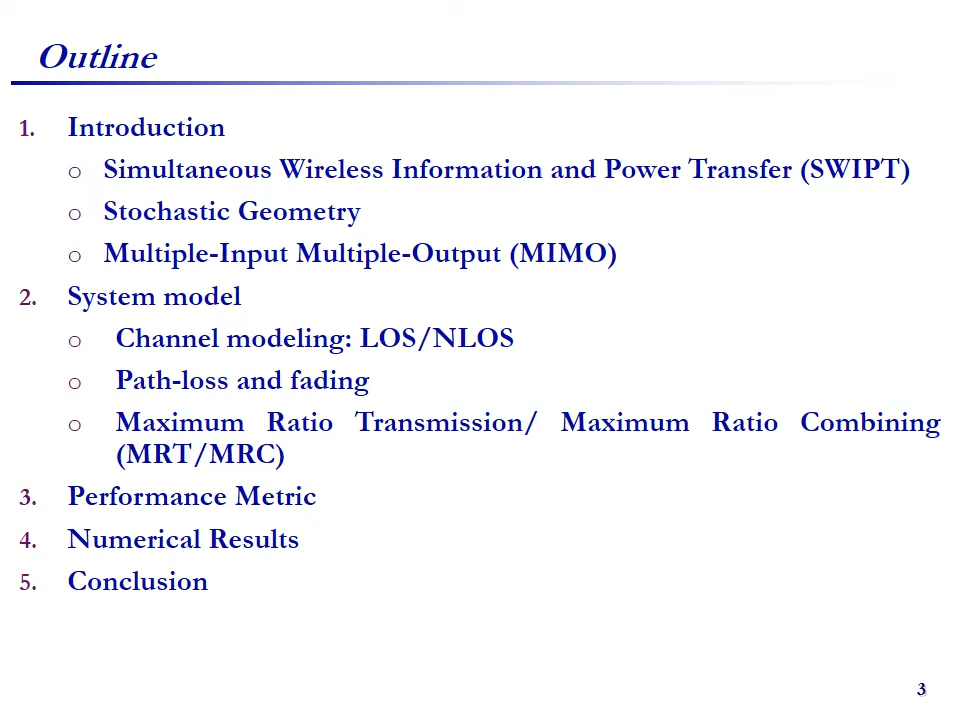 Outline
1. Introduction
o Simultaneous Wireless Information and Power Transfer (SWIPT)
o Stochastic Geometry
o Multiple-Input Multiple-Output (MIMO)
2. System model
o Channel modeling: LOS/NLOS
o Path-loss and fading
o Maximum Ratio Transmission/ Maximum Ratio Combining
(MRT/MRC)
3. Performance Metric
4. Numerical Results
5. Conclusion
3